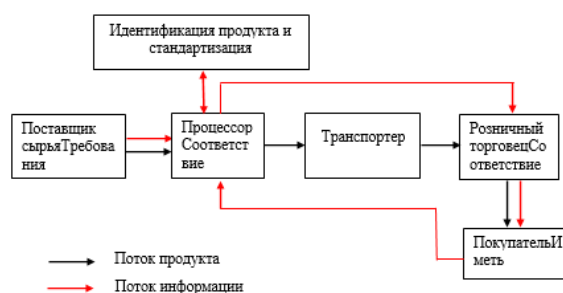 Идентификация продукта и
стандартизация
Поставщик
сырьяТребова
ния
Процессор
Соответст
вие
Транспортер
Розничный
торговецСо
ответствие
ПокупательИ
меть
Поток продукта
Поток информации